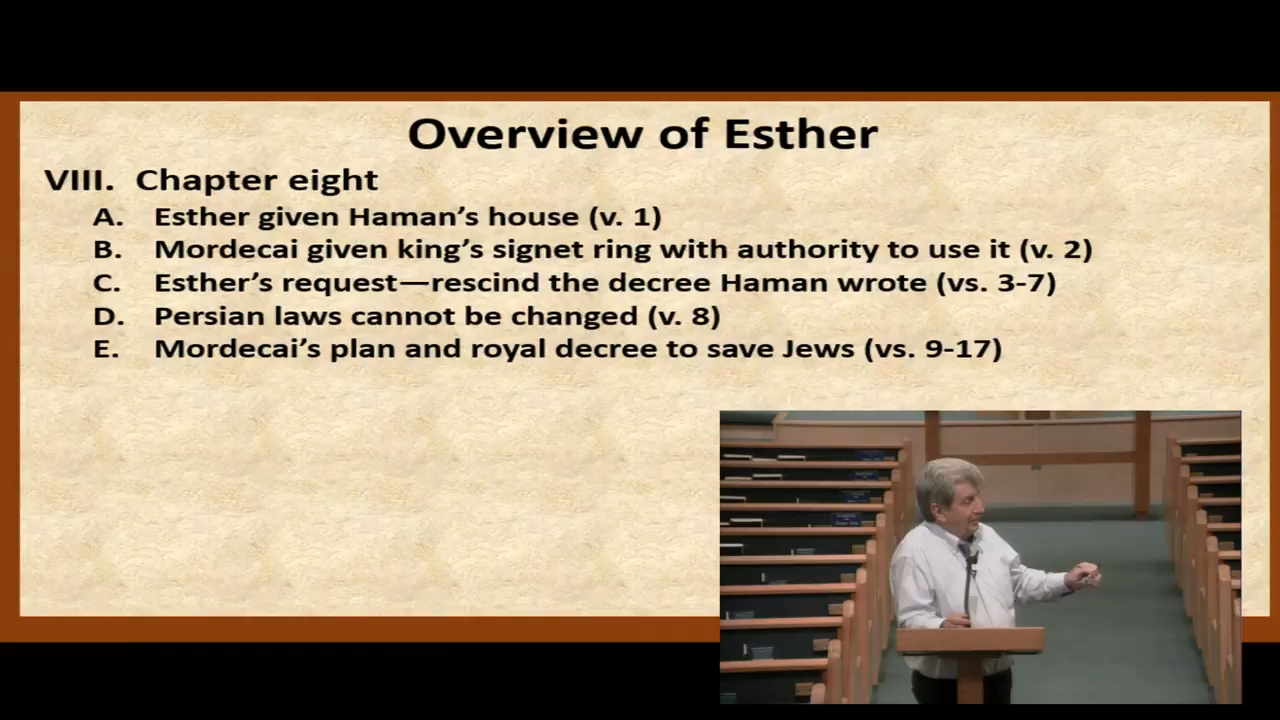 Overview of Esther
VIII. Chapter eight
A. Esther given Haman's house (v. 1)
B. Mordecai given king's signet ring with authority to use it (v. 2)
C. Esther's request—rescind the decree Haman wrote (vs. 3-7)
D. Persian laws cannot be changed (v. 8)
E. Mordecai's plan and royal decree to save Jews (vs. 9-17)